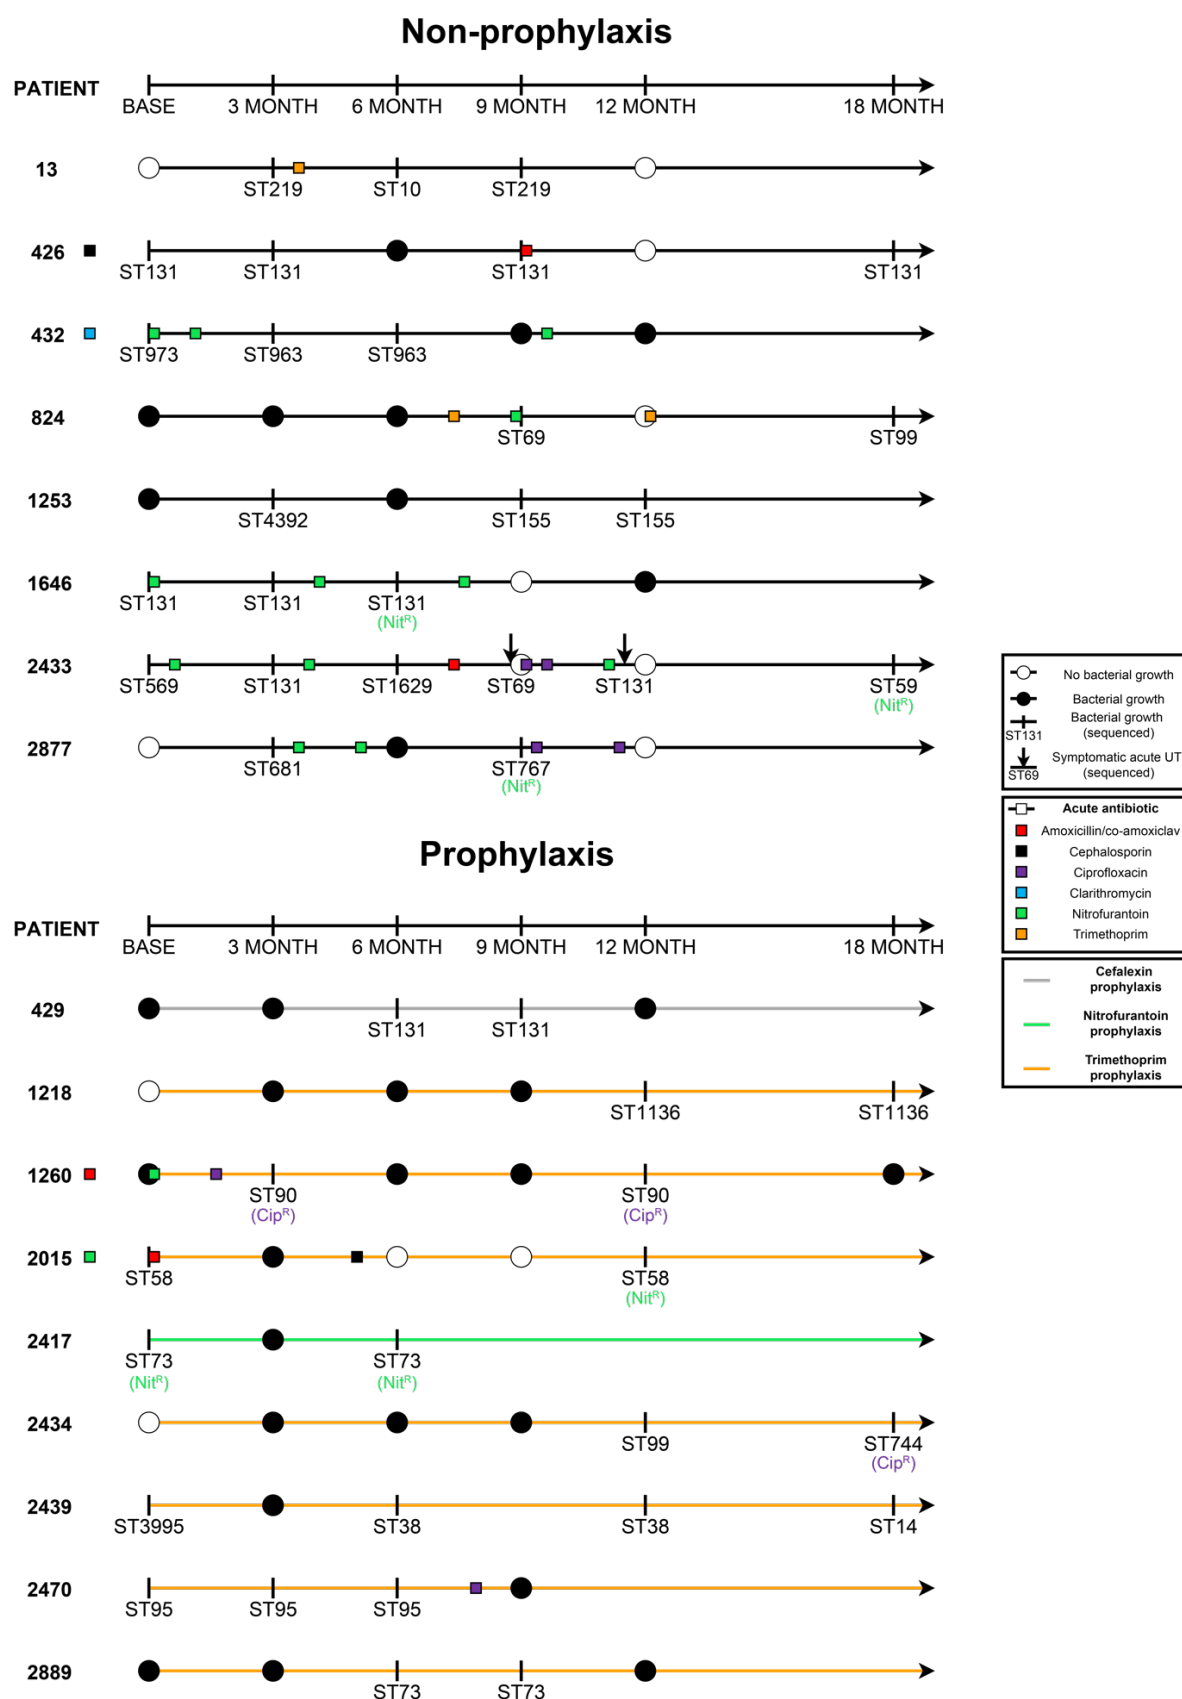 Non-prophylaxis
PATIENT
BASE 3 MONTH 6 MONTH 9 MONTH 12 MONTH 18 MONTH
13
ST219 ST10 ST219
426
ST131 ST131 ST131 ST131
432
ST973 ST963 ST963
824
ST69 ST99
1253
ST4392 ST155 ST155
1646
ST131 ST131 ST131
(Nitᴿ)
2433
ST569 ST131 ST1629 ST69 ST131 ST59
(Nitᴿ)
2877
ST681 ST767
(Nitᴿ)
No bacterial growth
Bacterial growth
Bacterial growth
(sequenced)
ST131
Symptomatic acute UT
(sequenced)
ST69
Acute antibiotic
Amoxicillin/co-amoxiclav
Cephalosporin
Ciprofloxacin
Clarithromycin
Nitrofurantoin
Trimethoprim
Cefalexin
prophylaxis
Nitrofurantoin
prophylaxis
Trimethoprim
prophylaxis
Prophylaxis
PATIENT
BASE 3 MONTH 6 MONTH 9 MONTH 12 MONTH 18 MONTH
429
ST131 ST131
1218
ST1136 ST1136
1260
ST90 ST90
(Cipᴿ) (Cipᴿ)
2015
ST58 ST58
(Nitᴿ)
2417
ST73 ST73
(Nitᴿ) (Nitᴿ)
2434
ST99 ST744
(Cipᴿ)
2439
ST3995 ST38 ST38 ST14
2470
ST95 ST95 ST95
2889
ST73 ST73